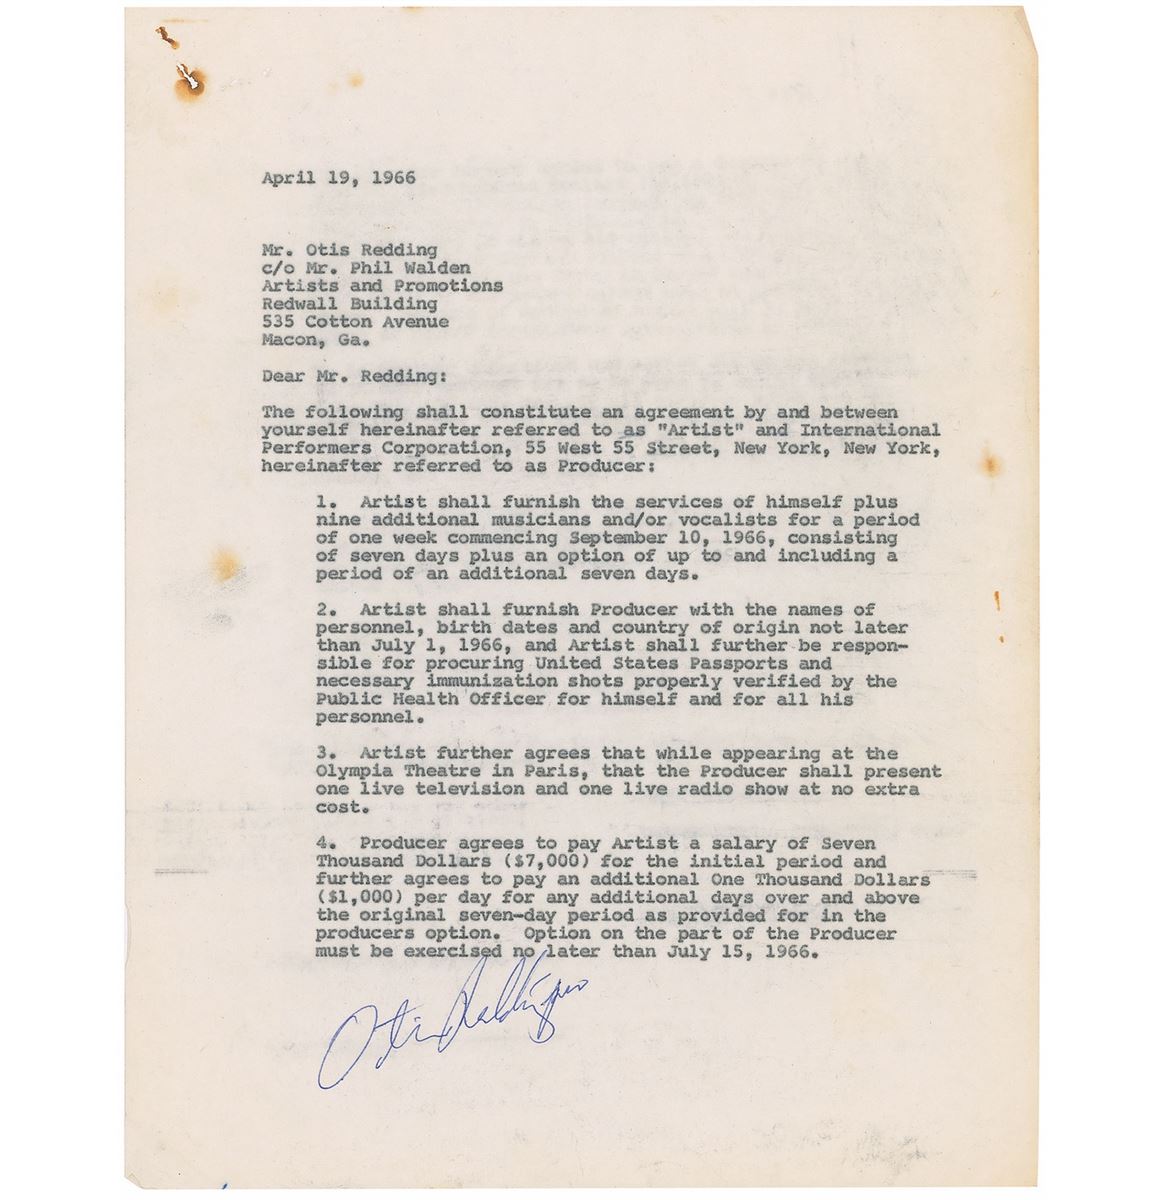 April 19, 1966
Mr. Otis Redding
c/o Mr. Phil Walden
Artists and Promotions
Redwall Building
535 Cotton Avenue
Macon, Ga.
Dear Mr. Redding:
The following shall constitute an agreement by and between
yourself hereinafter referred to as "Artist" and International
Performers Corporation, 55 West 55 Street, New York, New York,
hereinafter referred to as Producer:
1. Artist shall furnish the services of himself plus
nine additional musicians and/or vocalists for a period
of one week commencing September 10, 1966, consisting
of seven days plus an option of up to and including a
period of an additional seven days.
2. Artist shall furnish Producer with the names of
personnel, birth dates and country of origin not later
than July 1, 1966, and Artist shall further be respon-
sible for procuring United States Passports and
necessary immunization shots properly verified by the
Public Health Officer for himself and for all his
personnel.
3. Artist further agrees that while appearing at the
Olympia Theatre in Paris, that the Producer shall present
one live television and one live radio show at no extra
cost.
4. Producer agrees to pay Artist a salary of Seven
Thousand Dollars ($7,000) for the initial period and
further agrees to pay an additional One Thousand Dollars
($1,000) per day for any additional days over and above
the original seven-day period as provided for in the
producers option. Option on the part of the Producer
must be exercised no later than July 15, 1966.
Otis Redding